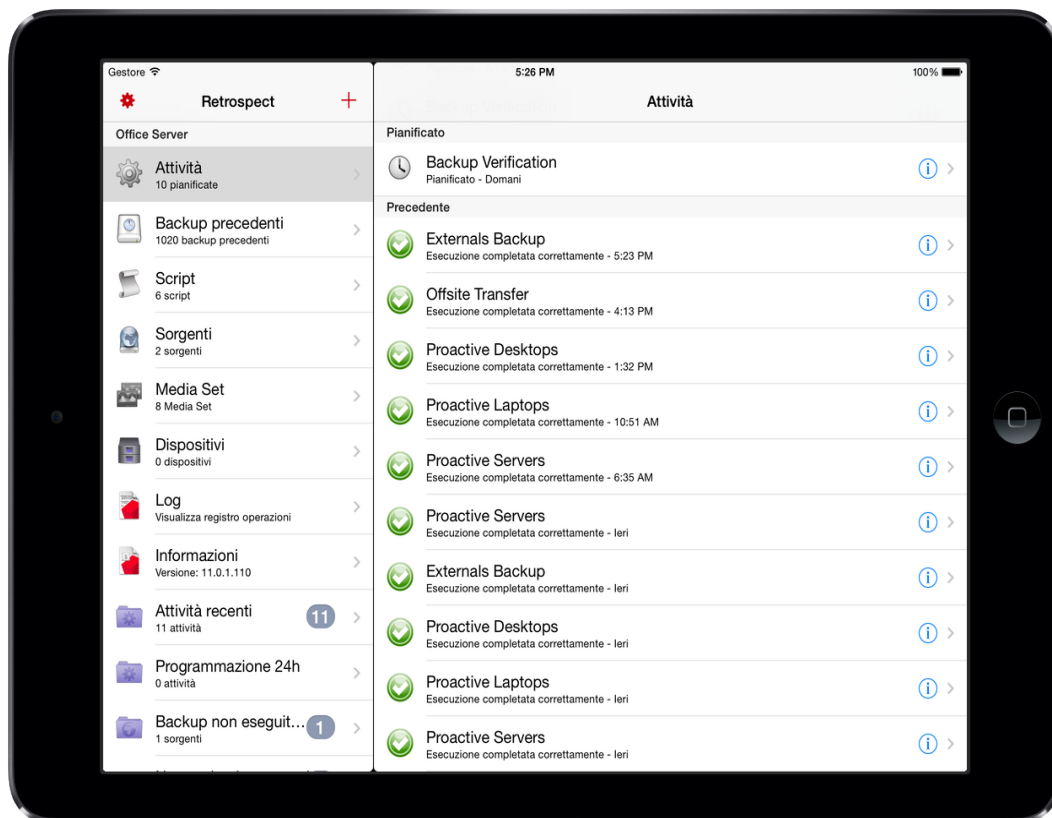 Gestore
5:26 PM
100%
Retrospect
Attività
Office Server
Attività
10 pianificate
Backup precedenti
1020 backup precedenti
Script
6 script
Sorgenti
2 sorgenti
Media Set
8 Media Set
Dispositivi
0 dispositivi
Log
Visualizza registro operazioni
Informazioni
Versione: 11.0.1.110
Attività recenti
11 attività
11
Programmazione 24h
0 attività
Backup non eseguit...
1 sorgenti
1
Pianificato
Backup Verification
Pianificato - Domani
Precedente
Externals Backup
Esecuzione completata correttamente - 5:23 PM
Offsite Transfer
Esecuzione completata correttamente - 4:13 PM
Proactive Desktops
Esecuzione completata correttamente - 1:32 PM
Proactive Laptops
Esecuzione completata correttamente - 10:51 AM
Proactive Servers
Esecuzione completata correttamente - 6:35 AM
Proactive Servers
Esecuzione completata correttamente - Ieri
Externals Backup
Esecuzione completata correttamente - Ieri
Proactive Desktops
Esecuzione completata correttamente - Ieri
Proactive Laptops
Esecuzione completata correttamente - Ieri
Proactive Servers
Esecuzione completata correttamente - Ieri